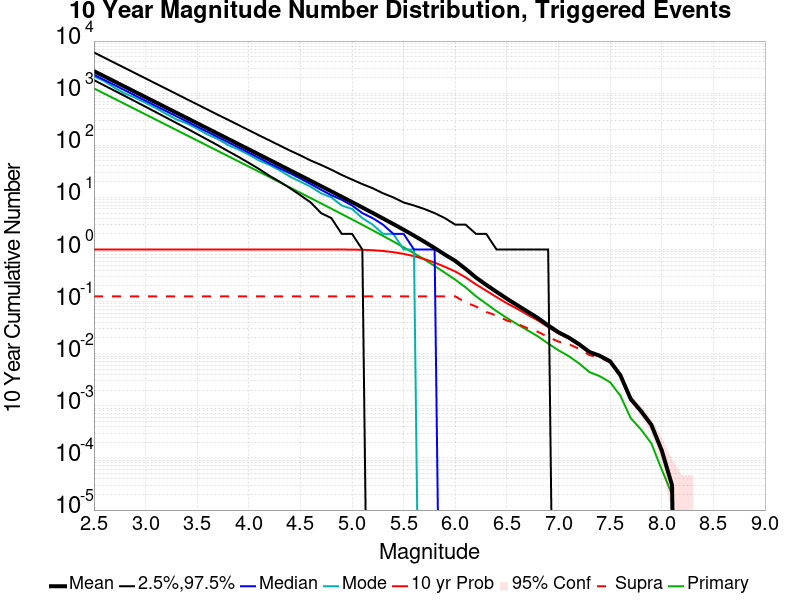 10 Year Magnitude Number Distribution, Triggered Events
10 Year Cumulative Number
10^4
10^3
10^2
10^1
10^0
10^-1
10^-2
10^-3
10^-4
10^-5
2.5 3.0 3.5 4.0 4.5 5.0 5.5 6.0 6.5 7.0 7.5 8.0 8.5 9.0
Magnitude
Mean 2.5%,97.5% Median Mode 10 yr Prob 95% Conf Supra Primary